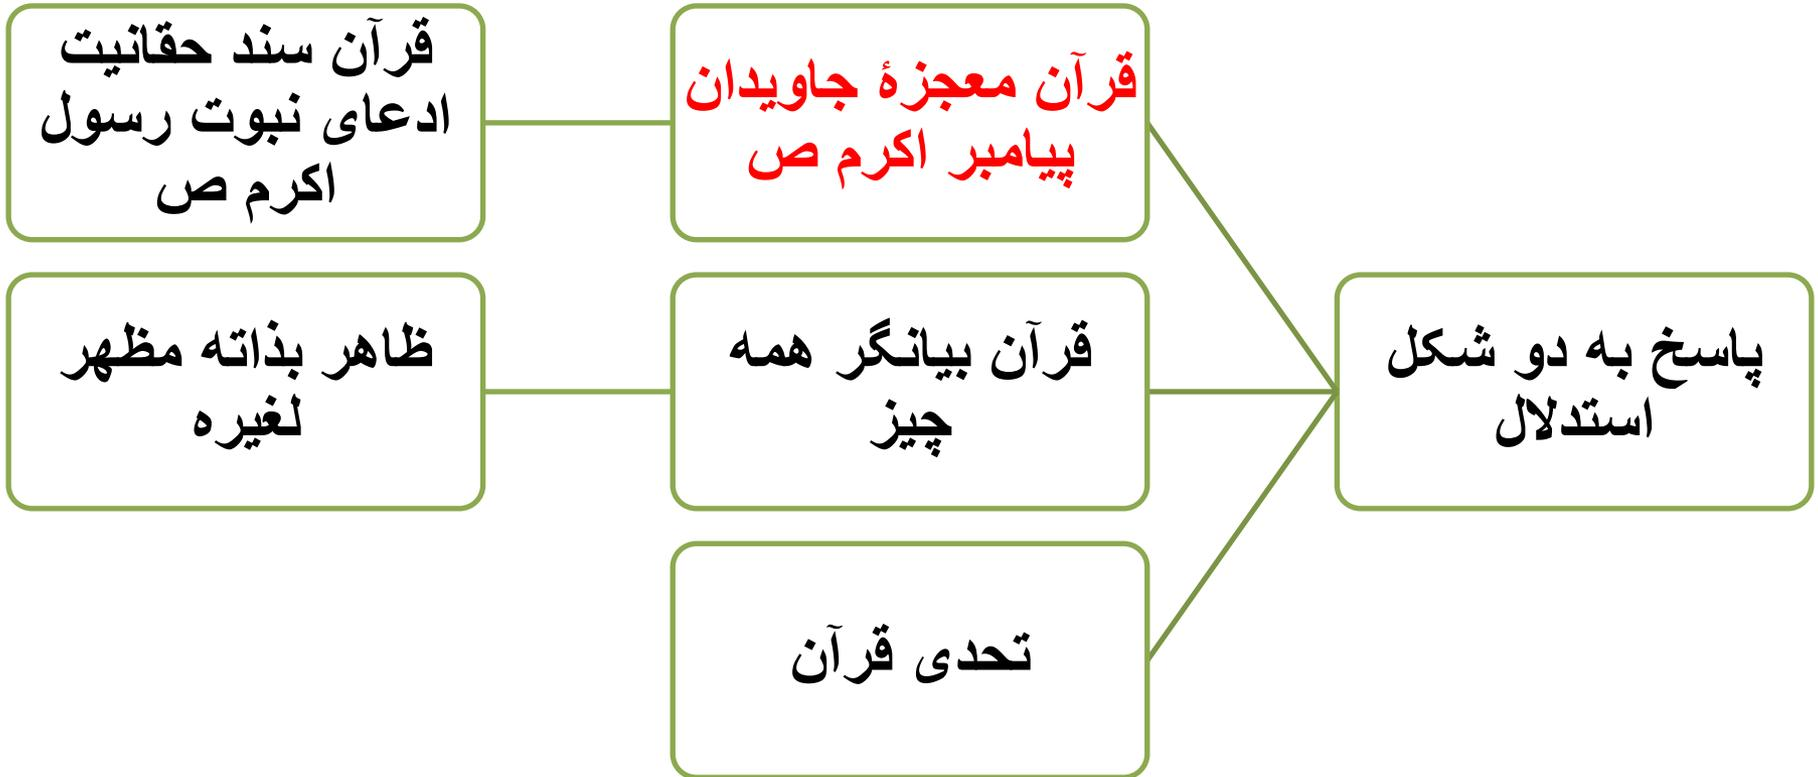 پاسخ به دو شکل
استدلال
قرآن معجزۀ جاویدان
پیامبر اکرم ص
قرآن سند حقانیت
ادعای نبوت رسول
اکرم ص
قرآن بیانگر همه
چیز
ظاهر بذاته مظهر
لغیره
تحدی قرآن